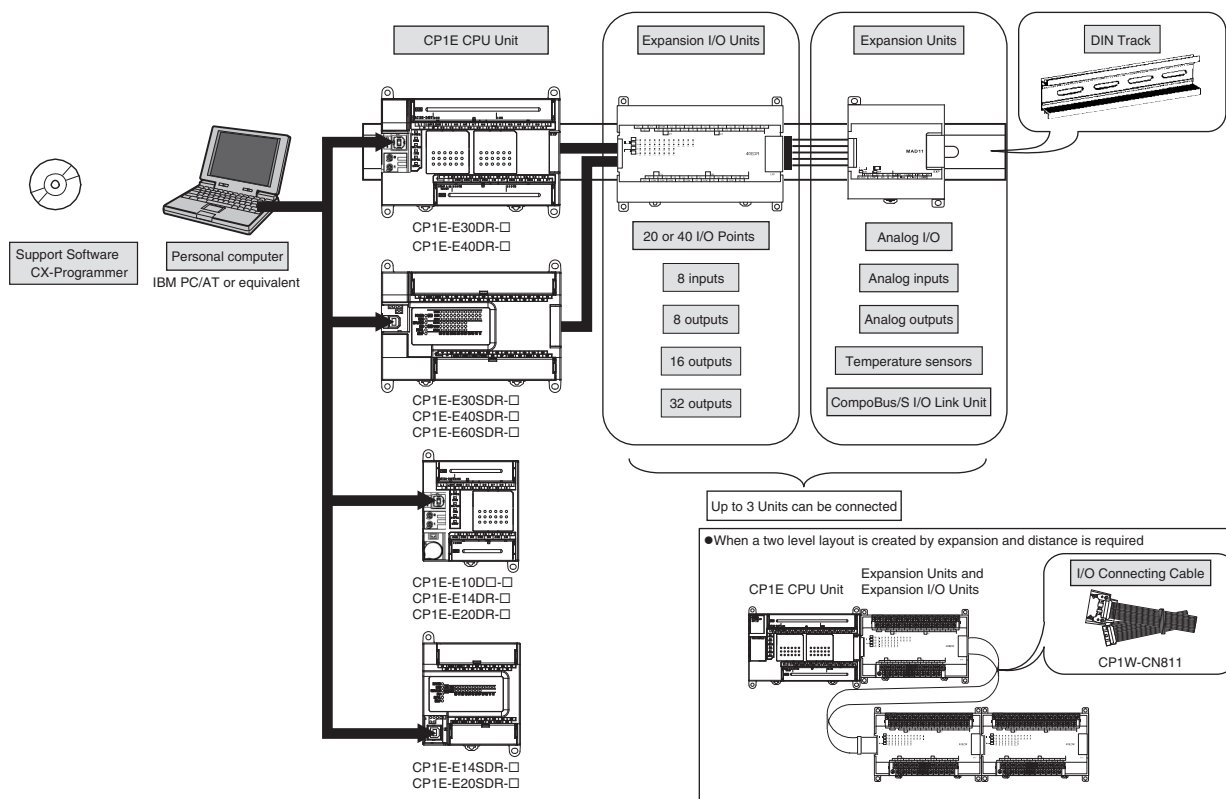 CP1E CPU Unit
Expansion I/O Units
Expansion Units
DIN Track
MAD11
CP1E-E30DR-□
CP1E-E40DR-□
Support Software
CX-Programmer
Personal computer
IBM PC/AT or equivalent
20 or 40 I/O Points
8 inputs
8 outputs
16 outputs
32 outputs
Analog I/O
Analog inputs
Analog outputs
Temperature sensors
CompoBus/S I/O Link Unit
CP1E-E30SDR-□
CP1E-E40SDR-□
CP1E-E60SDR-□
Up to 3 Units can be connected
CP1E-E10D□-□
CP1E-E14DR-□
CP1E-E20DR-□
CP1E-E14SDR-□
CP1E-E20SDR-□
●When a two level layout is created by expansion and distance is required
CP1E CPU Unit
Expansion Units and
Expansion I/O Units
I/O Connecting Cable
CP1W-CN811